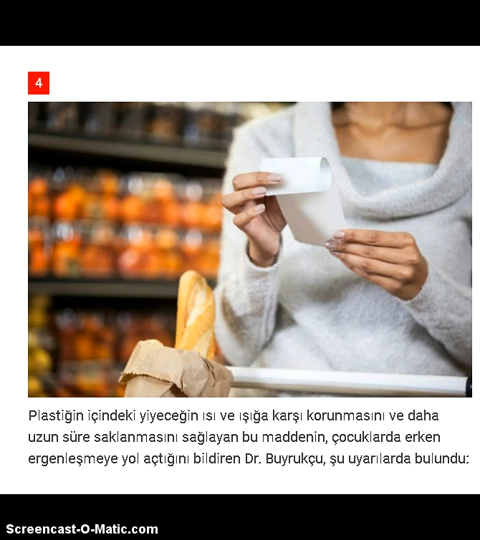 4
Plastiğin içindeki yiyeceğin ısı ve ışığa karşı korunmasını ve daha
uzun süre saklanmasını sağlayan bu maddenin, çocuklarda erken
ergenleşmeye yol açtığını bildiren Dr. Buyrukçu, şu uyarılarda bulundu:
Screencast-O-Matic.com